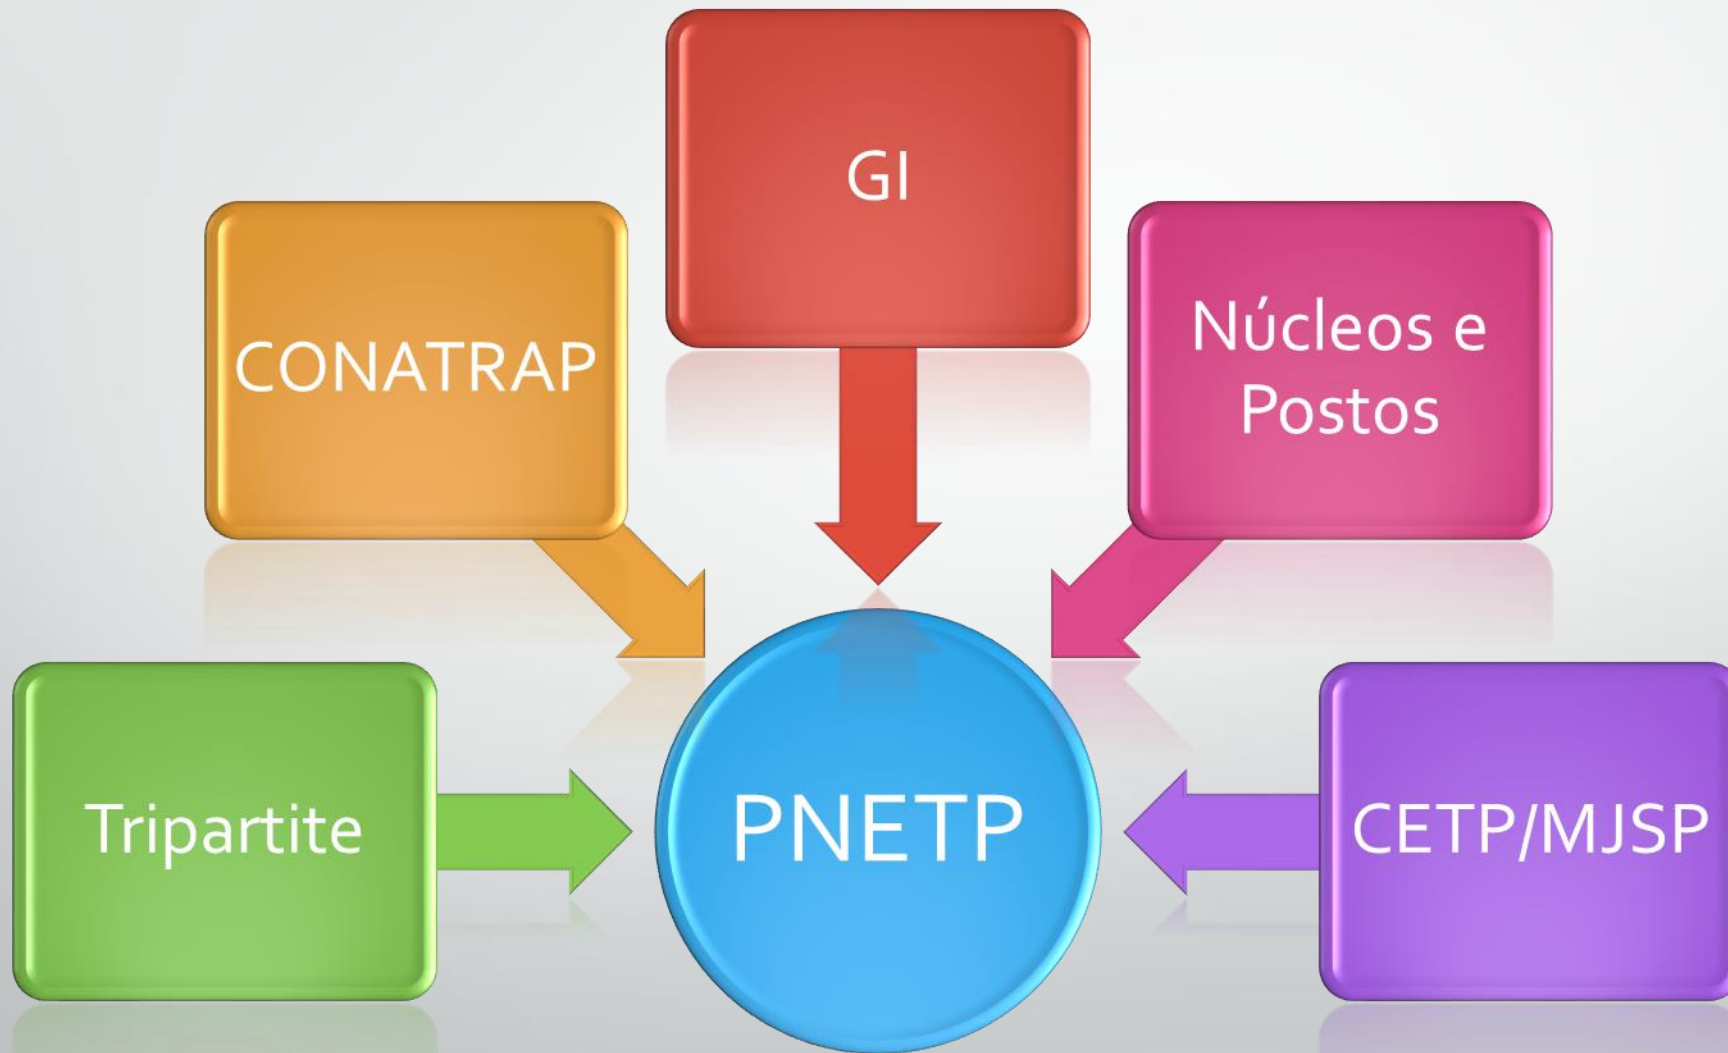 GI
CONATRAP
Núcleos e
Postos
Tripartite
PNETP
CETP/MJSP